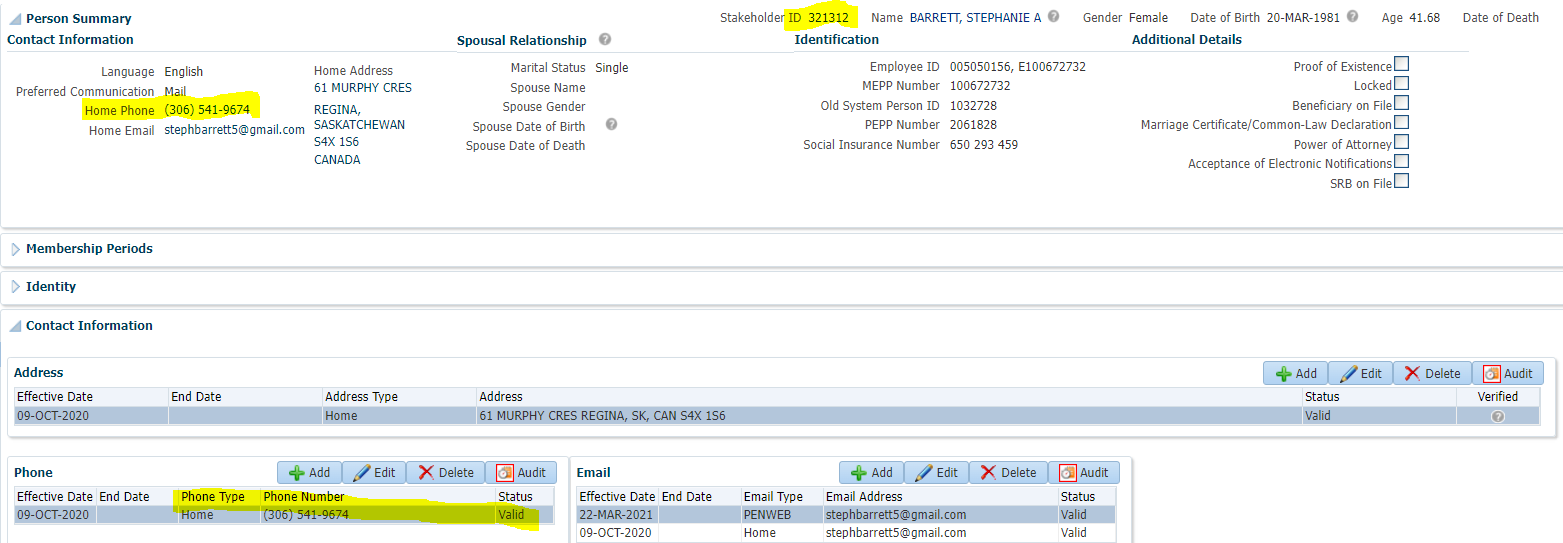 Person Summary
Stakeholder ID 321312 Name BARRETT, STEPHANIE A Gender Female Date of Birth 20-MAR-1981 Age 41.68 Date of Death
Contact Information
Language English
Preferred Communication Mail
Home Phone (306) 541-9674
Home Email stephbarrett5@gmail.com
Home Address
61 MURPHY CRES
REGINA,
SASKATCHEWAN
S4X 1S6
CANADA
Spousal Relationship
Marital Status Single
Spouse Name
Spouse Gender
Spouse Date of Birth
Spouse Date of Death
Identification
Employee ID 005050156, E100672732
MEPP Number 100672732
Old System Person ID 1032728
PEPP Number 2061828
Social Insurance Number 650 293 459
Additional Details
Proof of Existence
Locked
Beneficiary on File
Marriage Certificate/Common-Law Declaration
Power of Attorney
Acceptance of Electronic Notifications
SRB on File
Membership Periods
Identity
Contact Information
Address
Add Edit Delete Audit
Effective Date End Date Address Type Address Status Verified
09-OCT-2020 Home 61 MURPHY CRES REGINA, SK, CAN S4X 1S6 Valid
Phone
Add Edit Delete Audit
Effective Date End Date Phone Type Phone Number Status
09-OCT-2020 Home (306) 541-9674 Valid
Email
Add Edit Delete Audit
Effective Date End Date Email Type Email Address Status
22-MAR-2021 PENWEB stephbarrett5@gmail.com Valid
09-OCT-2020 Home stephbarrett5@gmail.com Valid